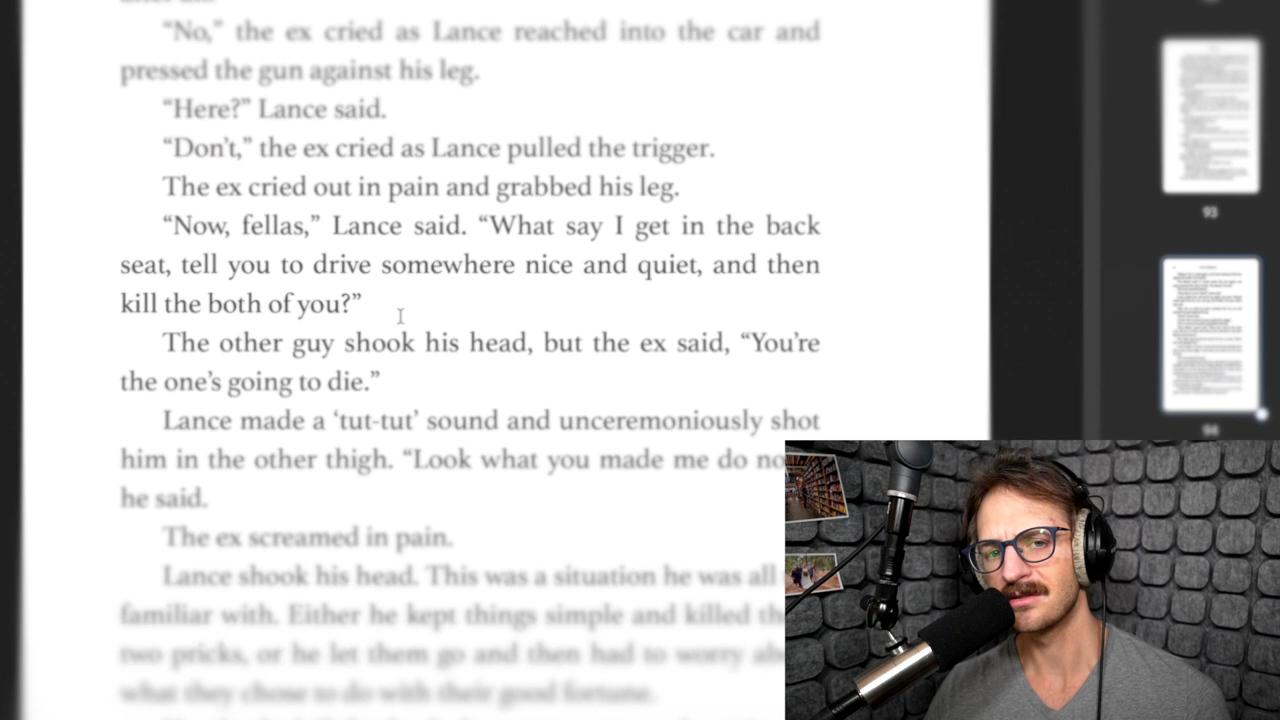 “No,” the ex cried as Lance reached into the car and
pressed the gun against his leg.
“Here?” Lance said.
“Don’t,” the ex cried as Lance pulled the trigger.
The ex cried out in pain and grabbed his leg.
“Now, fellas,” Lance said. “What say I get in the back
seat, tell you to drive somewhere nice and quiet, and then
kill the both of you?”
The other guy shook his head, but the ex said, “You’re
the one’s going to die.”
Lance made a ‘tut-tut’ sound and unceremoniously shot
him in the other thigh. “Look what you made me do
he said.
The ex screamed in pain.
Lance shook his head. This was a situation he was all
familiar with. Either he kept things simple and killed
two pricks, or he let them go and then had to worry
what they chose to do with their good fortune.
93
94